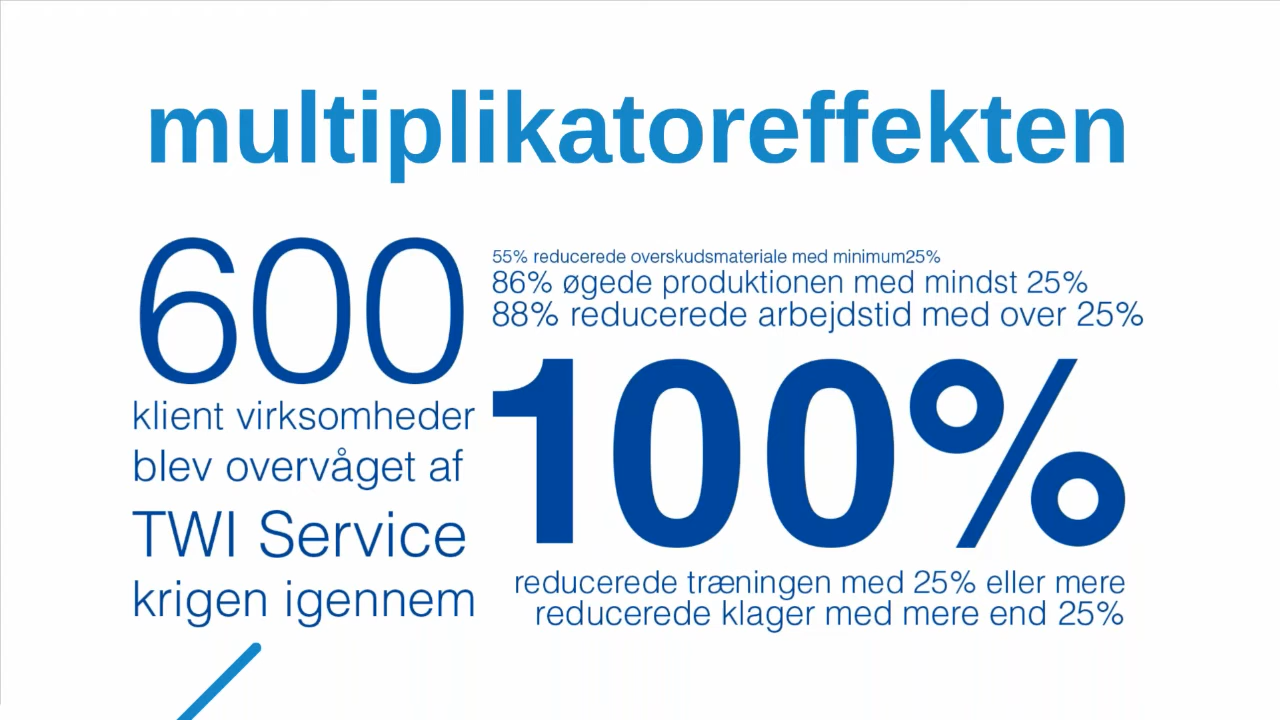 multiplikatoreffekten
600
klient virksomheder
blev overvåget af
TWI Service
krigen igennem
55% reducerede overskudsmateriale med minimum25%
86% øgede produktionen med mindst 25%
88% reducerede arbejdstid med over 25%
100%
reducerede træningen med 25% eller mere
reducerede klager med mere end 25%